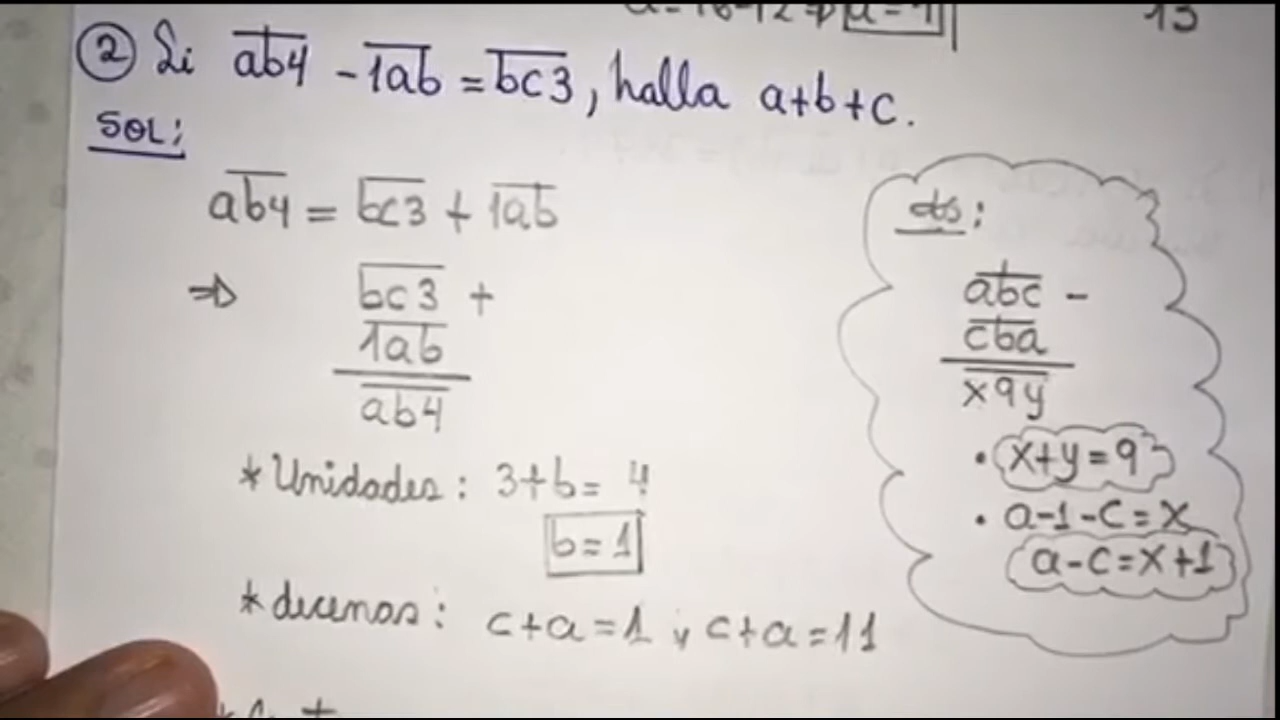 13
② Si ab4 - 1ab = bc3, halla a+b+c.
SOL:
ab4 = bc3 + 1ab
⇒ bc3 +
1ab
ab4
* Unidades: 3+b= 4
b=1
* decenas: c+a=1 y c+a=11
obs:
abc -
cba
x9y
• x+y=9
• a-1-c=x
a-c=x+1